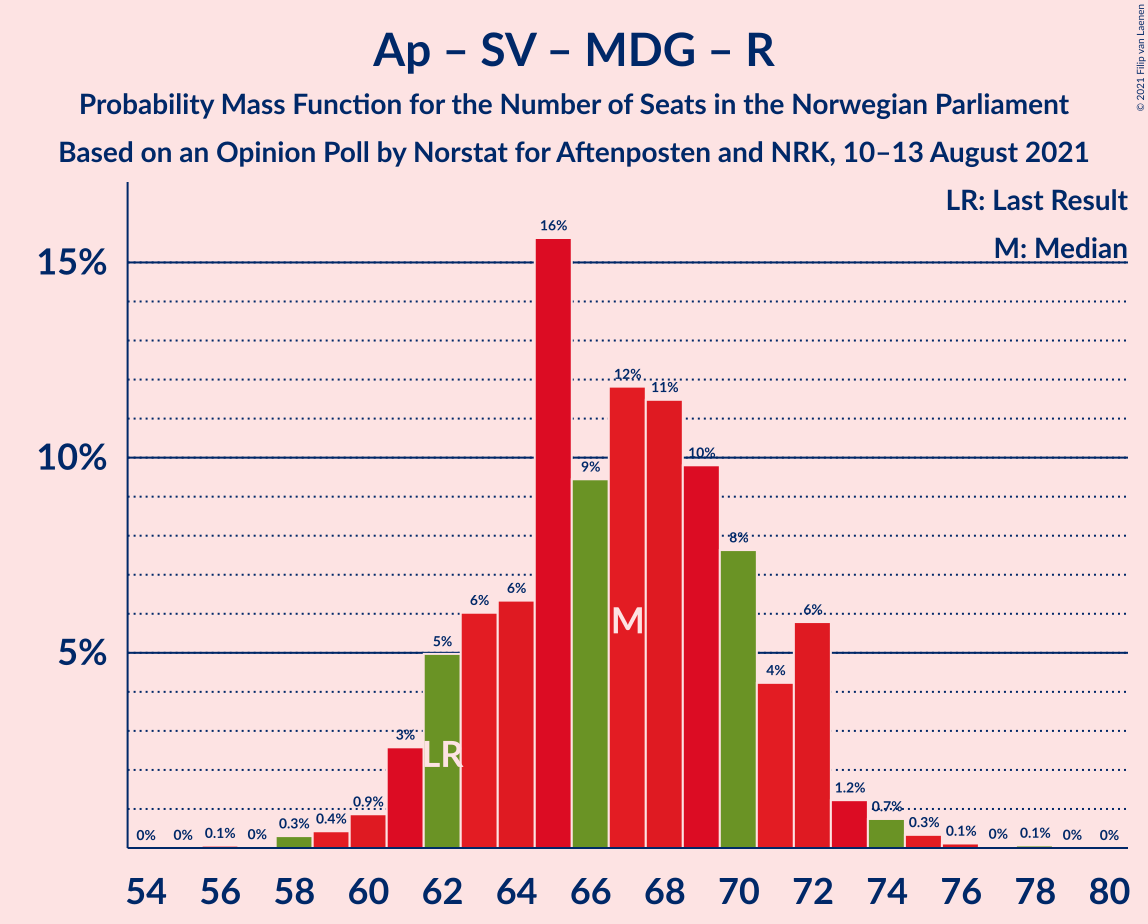 Ap – SV – MDG – R
Probability Mass Function for the Number of Seats in the Norwegian Parliament
Based on an Opinion Poll by Norstat for Aftenposten and NRK, 10–13 August 2021
© 2021 Filip van Laenen
LR: Last Result
M: Median
15%
10%
5%
0% 0% 0.1% 0% 0.3% 0.4% 0.9% 3% 5% 6% 6% 16% 9% 12% 11% 10% 8% 4% 6% 1.2% 0.7% 0.3% 0.1% 0% 0.1% 0% 0%
LR
M
54 56 58 60 62 64 66 68 70 72 74 76 78 80